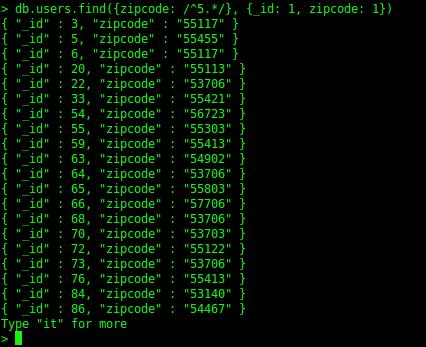 > db.users.find({zipcode: /^5.*/}, {_id: 1, zipcode: 1})
{ "_id" : 3, "zipcode" : "55117" }
{ "_id" : 5, "zipcode" : "55455" }
{ "_id" : 6, "zipcode" : "55117" }
{ "_id" : 20, "zipcode" : "55113" }
{ "_id" : 22, "zipcode" : "53706" }
{ "_id" : 33, "zipcode" : "55421" }
{ "_id" : 54, "zipcode" : "56723" }
{ "_id" : 55, "zipcode" : "55303" }
{ "_id" : 59, "zipcode" : "55413" }
{ "_id" : 63, "zipcode" : "54902" }
{ "_id" : 64, "zipcode" : "53706" }
{ "_id" : 65, "zipcode" : "55803" }
{ "_id" : 66, "zipcode" : "57706" }
{ "_id" : 68, "zipcode" : "53706" }
{ "_id" : 70, "zipcode" : "53703" }
{ "_id" : 72, "zipcode" : "55122" }
{ "_id" : 73, "zipcode" : "53706" }
{ "_id" : 76, "zipcode" : "55413" }
{ "_id" : 84, "zipcode" : "53140" }
{ "_id" : 86, "zipcode" : "54467" }
Type "it" for more
>